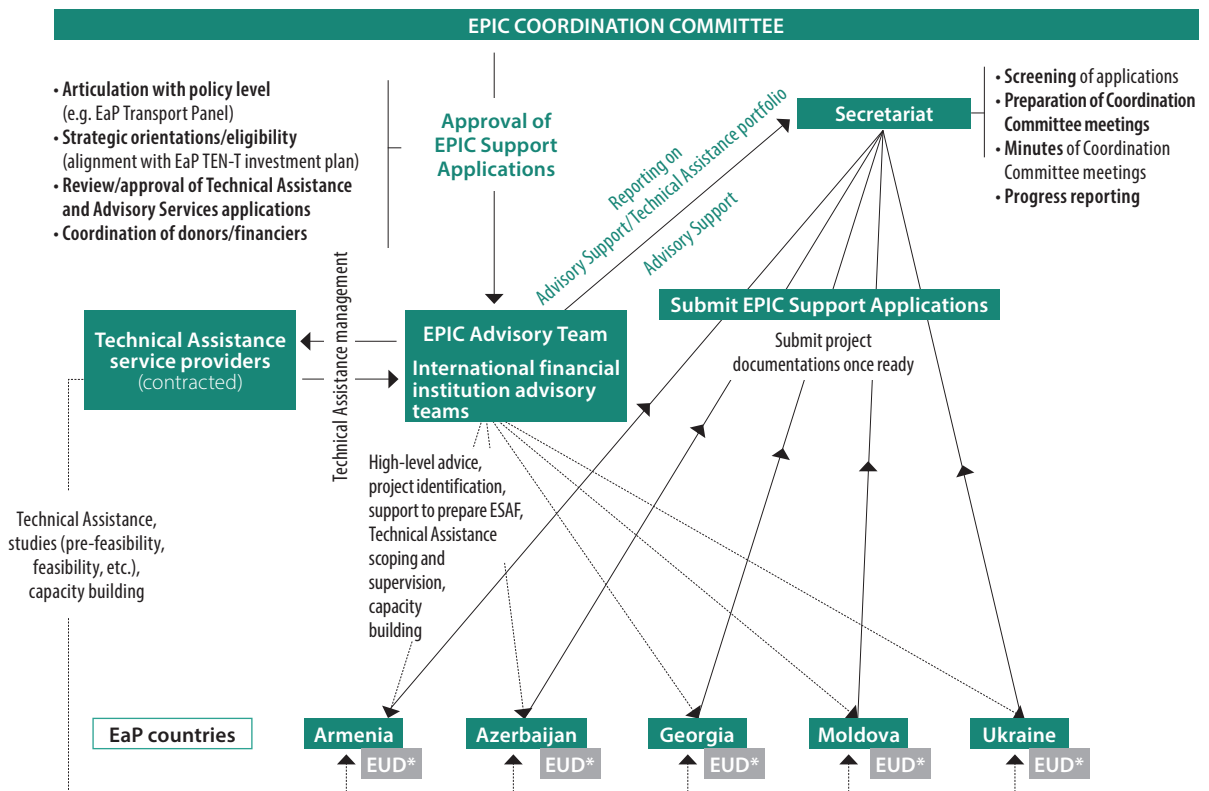 EPIC COORDINATION COMMITTEE
• Articulation with policy level
(e.g. EaP Transport Panel)
• Strategic orientations/eligibility
(alignment with EaP TEN-T investment plan)
• Review/approval of Technical Assistance
and Advisory Services applications
• Coordination of donors/financiers
Approval of
EPIC Support
Applications
Reporting on
Advisory Support/Technical Assistance portfolio
Advisory Support
Secretariat
• Screening of applications
• Preparation of Coordination
Committee meetings
• Minutes of Coordination
Committee meetings
• Progress reporting
Technical Assistance
service providers
(contracted)
Technical Assistance management
EPIC Advisory Team
International financial
institution advisory
teams
Submit EPIC Support Applications
Submit project
documentations once ready
High-level advice,
project identification,
support to prepare ESAF,
Technical Assistance
scoping and
supervision,
capacity
building
Technical Assistance,
studies (pre-feasibility,
feasibility, etc.),
capacity building
EaP countries
Armenia
EUD*
Azerbaijan
EUD*
Georgia
EUD*
Moldova
EUD*
Ukraine
EUD*